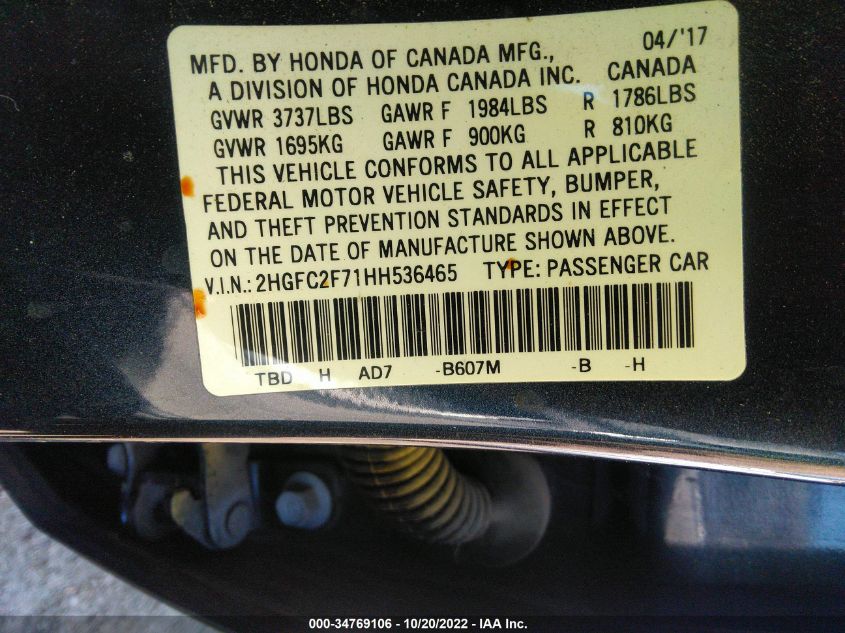 04/'17
MFD. BY HONDA OF CANADA MFG.,
A DIVISION OF HONDA CANADA INC. CANADA
GVWR 3737LBS GAWR F 1984LBS R 1786LBS
GVWR 1695KG GAWR F 900KG R 810KG
THIS VEHICLE CONFORMS TO ALL APPLICABLE
FEDERAL MOTOR VEHICLE SAFETY, BUMPER,
AND THEFT PREVENTION STANDARDS IN EFFECT
ON THE DATE OF MANUFACTURE SHOWN ABOVE.
V.I.N.: 2HGFC2F71HH536465 TYPE: PASSENGER CAR
TBD H AD7 -B607M -B -H
000-34769106 - 10/20/2022 - IAA Inc.